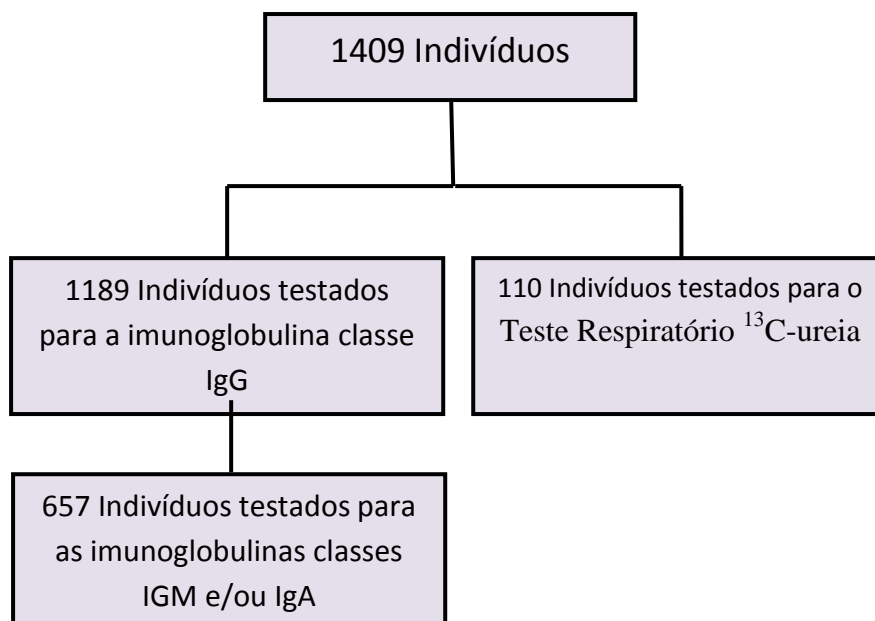 1409 Indivíduos
1189 Indivíduos testados
para a imunoglobulina classe
IgG
110 Indivíduos testados para o
Teste Respiratório ¹³C-ureia
657 Indivíduos testados para
as imunoglobulinas classes
IGM e/ou IgA